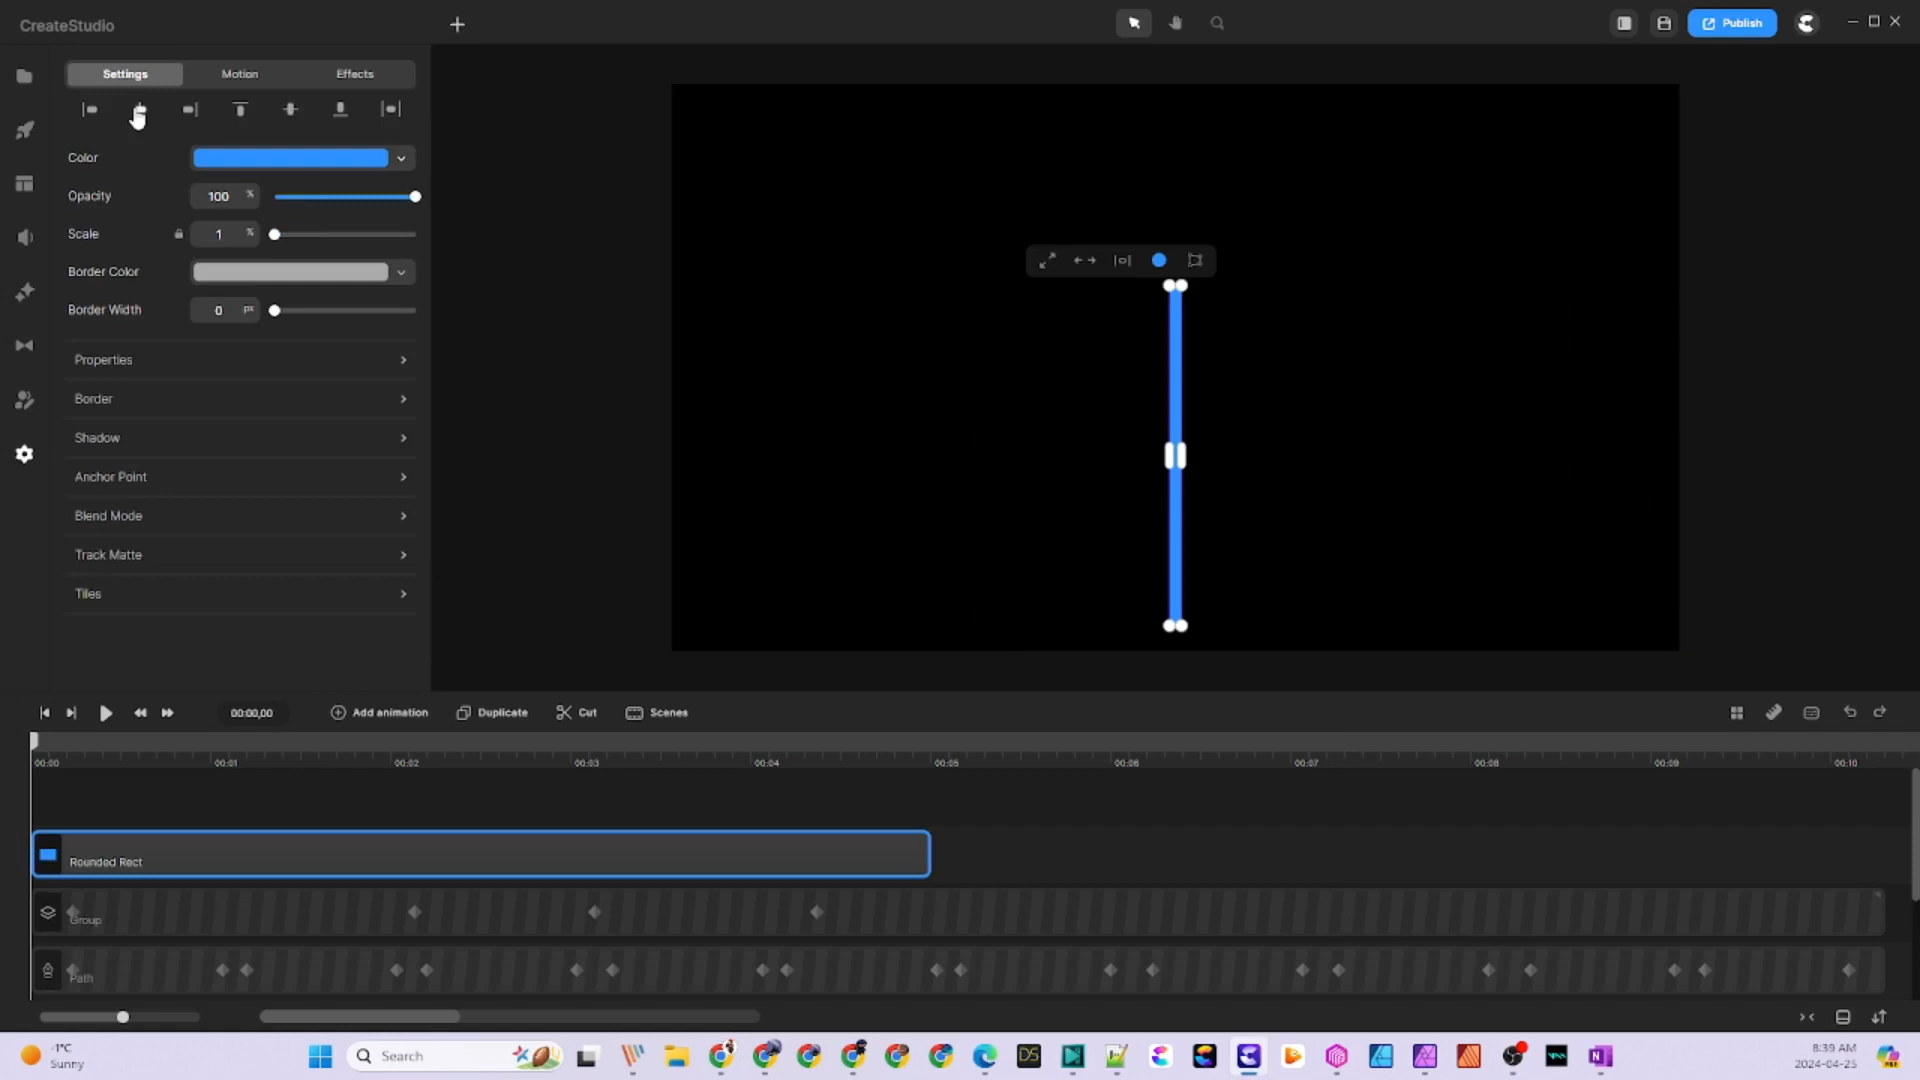 CreateStudio
Publish
Settings Motion Effects
Color
Opacity 100 %
Scale 1 %
Border Color
Border Width 0 px
Properties
Border
Shadow
Anchor Point
Blend Mode
Track Matte
Tiles
00:00,00 Add animation Duplicate Cut Scenes
00:00 00:01 00:02 00:03 00:04 00:05 00:06 00:07 00:08 00:09 00:10
Rounded Rect
Group
Path
-1°C
Sunny
Search
DS
8:39 AM
2024-04-25